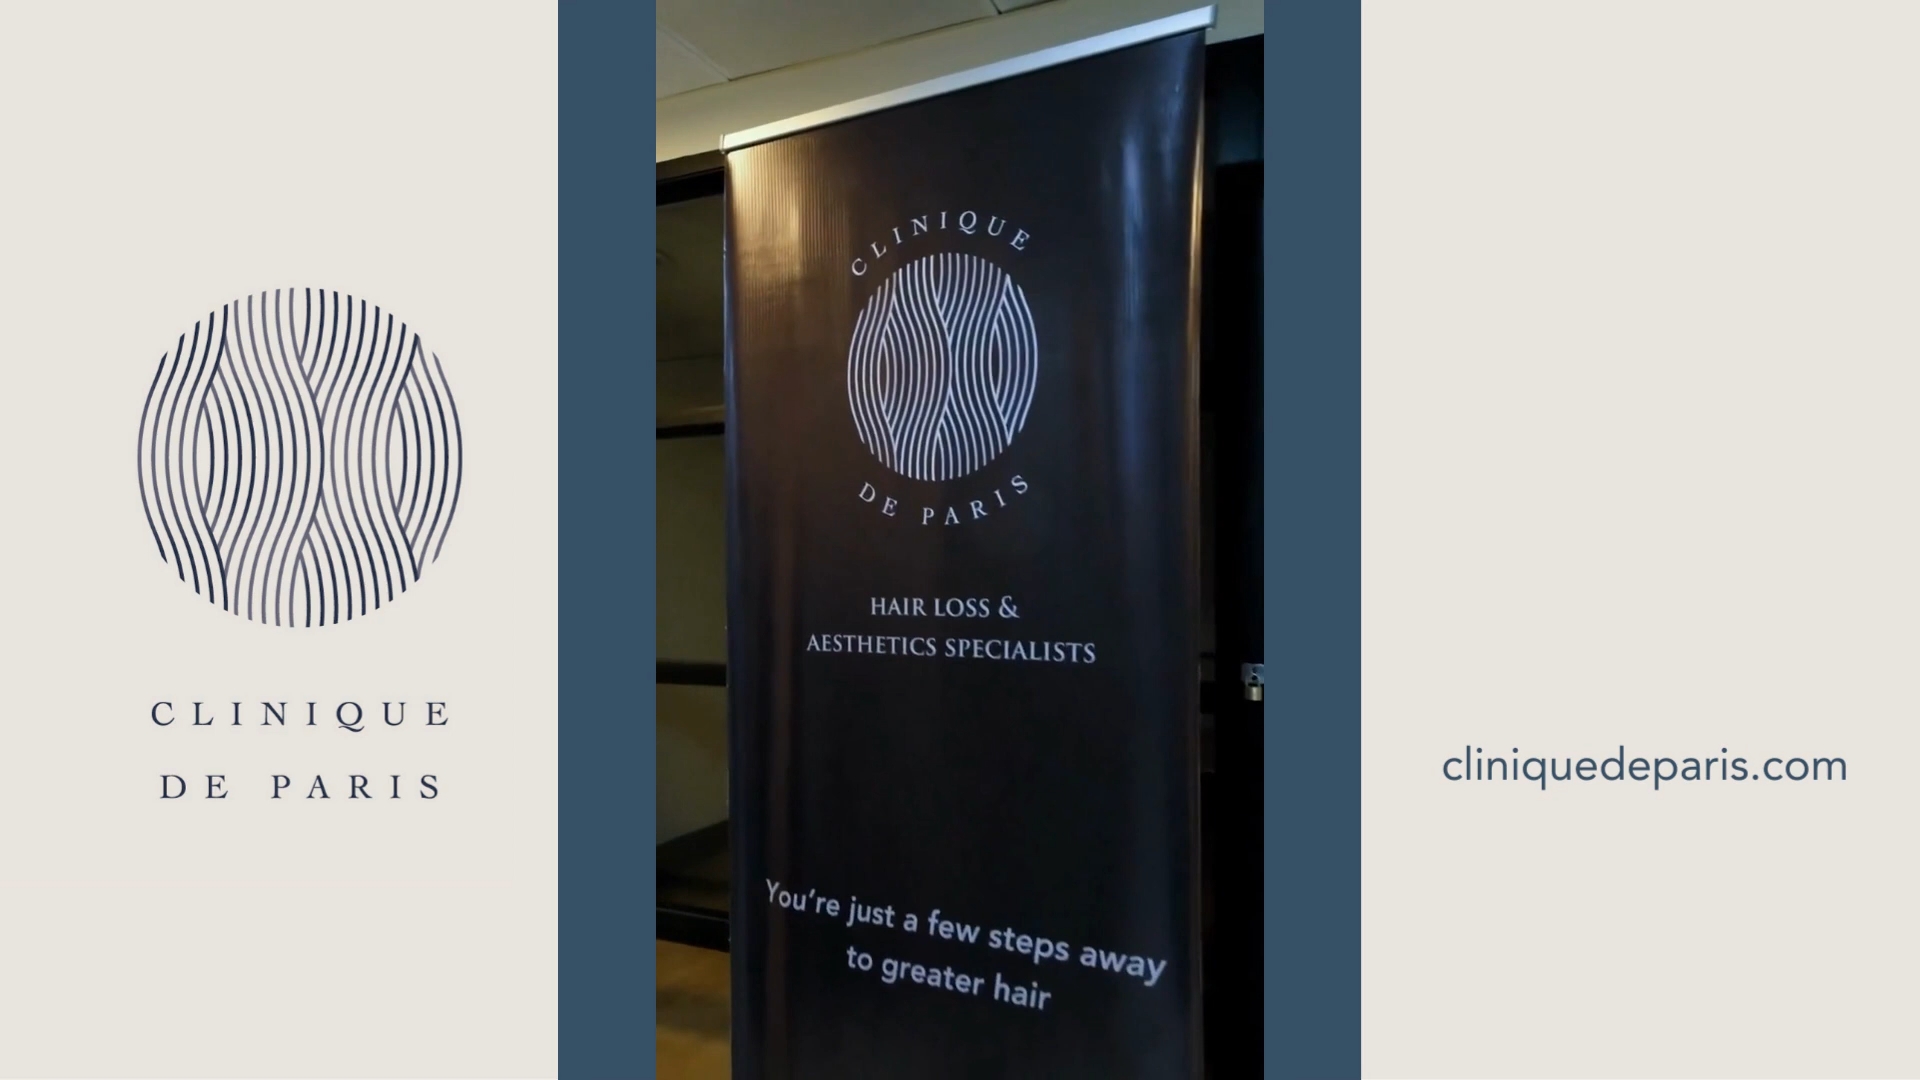 CLINIQUE
DE PARIS
CLINIQUE
DE PARIS
HAIR LOSS &
AESTHETICS SPECIALISTS
You're just a few steps away
to greater hair
cliniquedeparis.com